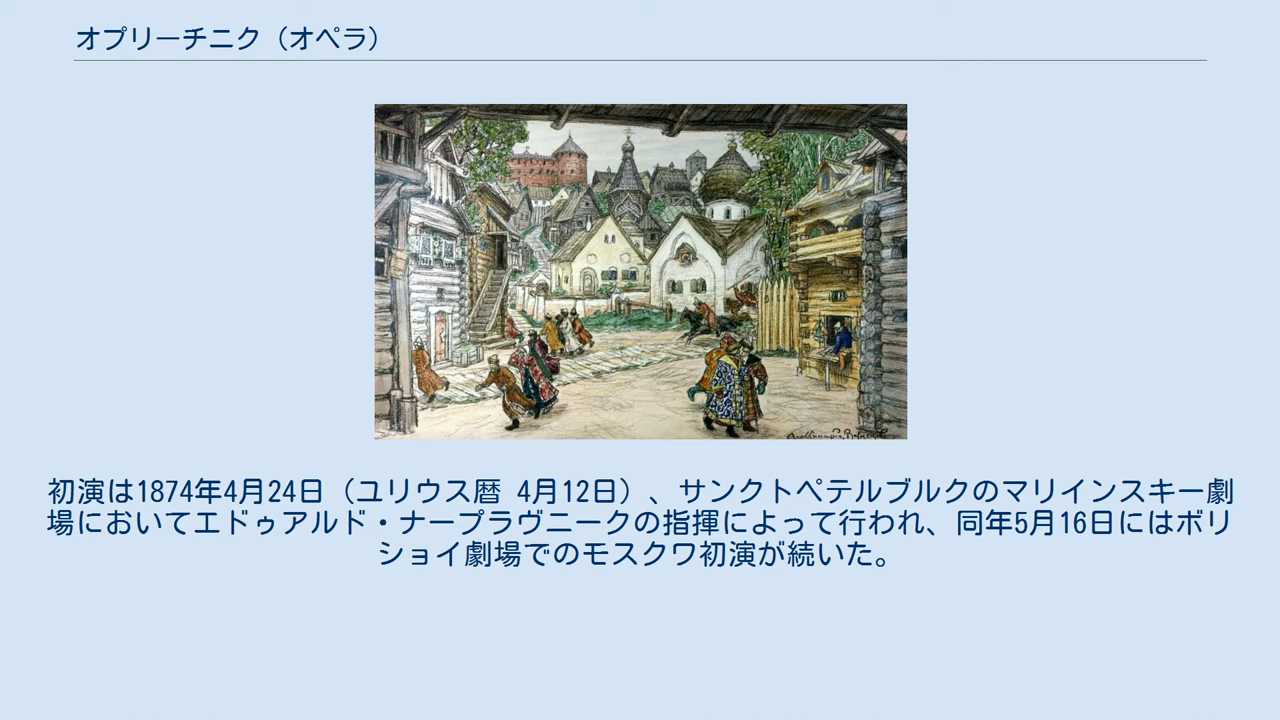 オプリーチニク（オペラ）
初演は1874年4月24日（ユリウス暦 4月12日）、サンクトペテルブルクのマリインスキー劇
場においてエドゥアルド・ナープラヴニークの指揮によって行われ、同年5月16日にはボリ
ショイ劇場でのモスクワ初演が続いた。